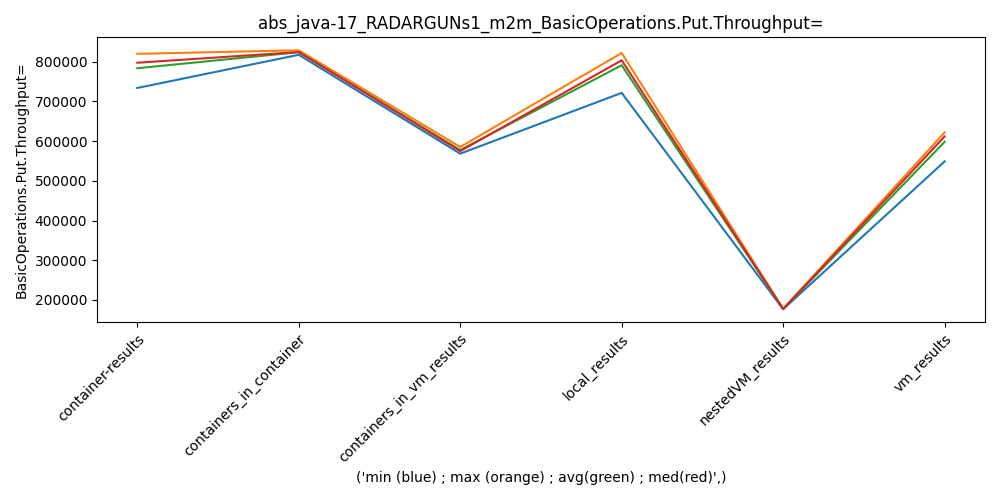 abs_java-17_RADARGUNs1_m2m_BasicOperations.Put.Throughput=
BasicOperations.Put.Throughput=
800000
700000
600000
500000
400000
300000
200000
container-results
containers_in_container
containers_in_vm_results
local_results
nestedVM_results
vm_results
('min (blue) ; max (orange) ; avg(green) ; med(red)',)